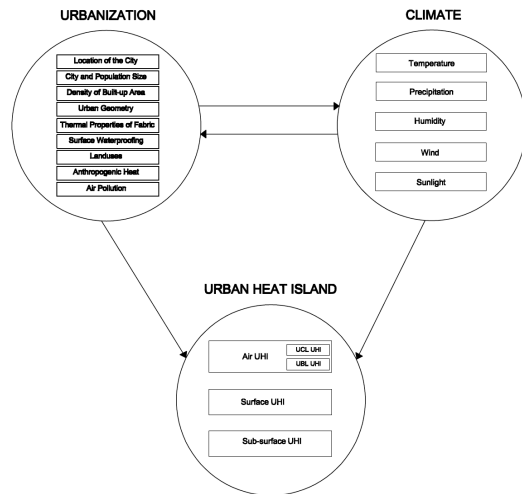 URBANIZATION
Location of the City
City and Population Size
Density of Built-up Area
Urban Geometry
Thermal Properties of Fabric
Surface Waterproofing
Landuses
Anthropogenic Heat
Air Pollution
CLIMATE
Temperature
Precipitation
Humidity
Wind
Sunlight
URBAN HEAT ISLAND
Air UHI
UCL UHI
UBL UHI
Surface UHI
Sub-surface UHI